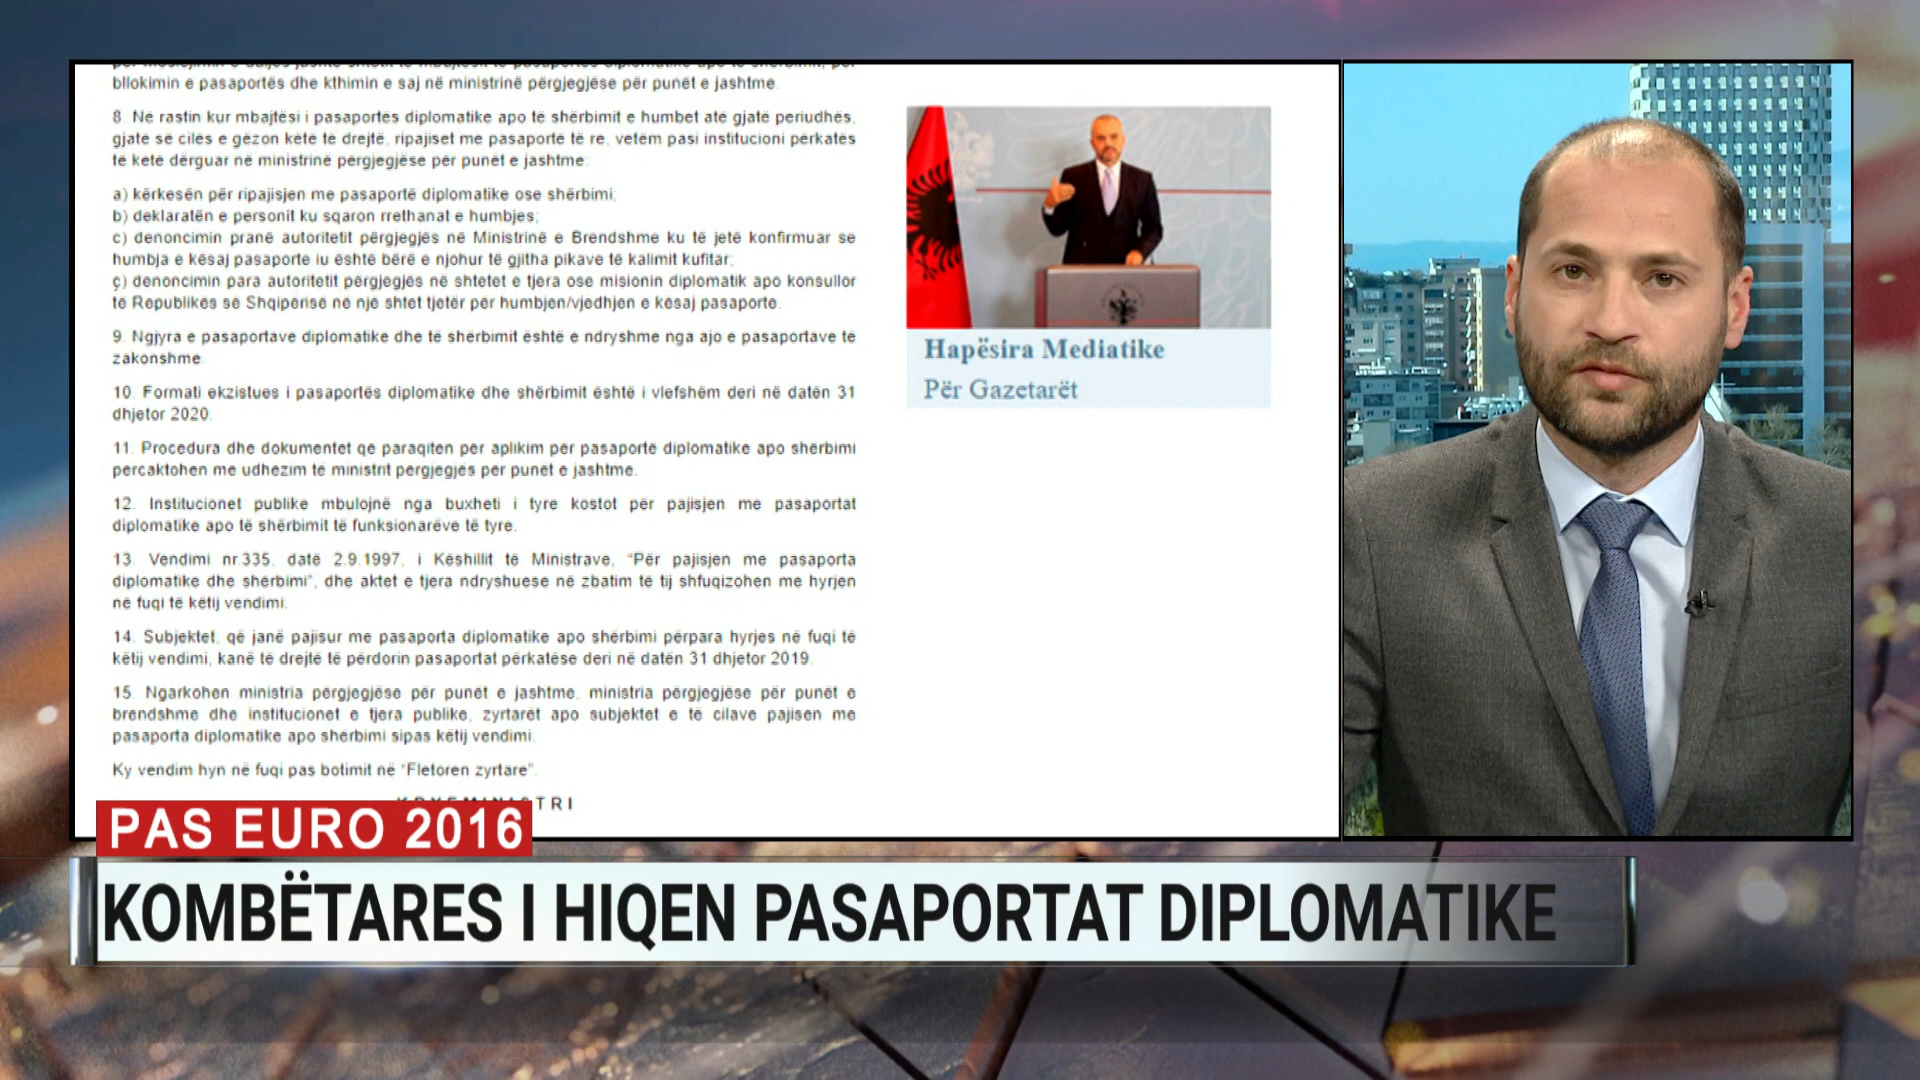 bllokimin e pasaportës dhe kthimin e saj në ministrinë përgjegjëse për punët e jashtme.
8. Në rastin kur mbajtësi i pasaportës diplomatike apo të shërbimit e humbet atë gjatë periudhës,
gjatë së cilës e gëzon këtë të drejtë, ripajiset me pasaportë të re, vetëm pasi institucioni përkatës
të ketë dërguar në ministrinë përgjegjëse për punët e jashtme:
a) kërkesën për ripajisjen me pasaportë diplomatike ose shërbimi;
b) deklaratën e personit ku sqaron rrethanat e humbjes;
c) denoncimin pranë autoritetit përgjegjës në Ministrinë e Brendshme ku të jetë konfirmuar se
humbja e kësaj pasaporte iu është bërë e njohur të gjitha pikave të kalimit kufitar;
ç) denoncimin para autoritetit përgjegjës në shtetet e tjera ose misionin diplomatik apo konsullor
të Republikës së Shqipërisë në një shtet tjetër për humbjen/vjedhjen e kësaj pasaporte.
9. Ngjyra e pasaportave diplomatike dhe të shërbimit është e ndryshme nga ajo e pasaportave të
zakonshme.
10. Formati ekzistues i pasaportës diplomatike dhe shërbimit është i vlefshëm deri në datën 31
dhjetor 2020.
11. Procedura dhe dokumentet që paraqiten për aplikim për pasaportë diplomatike apo shërbimi
përcaktohen me udhëzim të ministrit përgjegjës për punët e jashtme.
12. Institucionet publike mbulojnë nga buxheti i tyre kostot për pajisjen me pasaportat
diplomatike apo të shërbimit të funksionarëve të tyre.
13. Vendimi nr.335, datë 2.9.1997, i Këshillit të Ministrave, “Për pajisjen me pasaporta
diplomatike dhe shërbimi”, dhe aktet e tjera ndryshuese në zbatim të tij shfuqizohen me hyrjen
në fuqi të këtij vendimi.
14. Subjektet, që janë pajisur me pasaporta diplomatike apo shërbimi përpara hyrjes në fuqi të
këtij vendimi, kanë të drejtë të përdorin pasaportat përkatëse deri në datën 31 dhjetor 2019.
15. Ngarkohen ministria përgjegjëse për punët e jashtme, ministria përgjegjëse për punët e
brendshme dhe institucionet e tjera publike, zyrtarët apo subjektet e të cilave pajisen me
pasaporta diplomatike apo shërbimi sipas këtij vendimi.
Ky vendim hyn në fuqi pas botimit në “Fletoren zyrtare”.
KRYEMINISTRI
Hapësira Mediatike
Për Gazetarët
PAS EURO 2016
KOMBËTARES I HIQEN PASAPORTAT DIPLOMATIKE